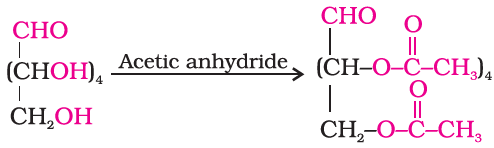 CHO
(CHOH)4
CH2OH
Acetic anhydride
CHO
O
(CH–O–C–CH3)4
O
CH2–O–C–CH3